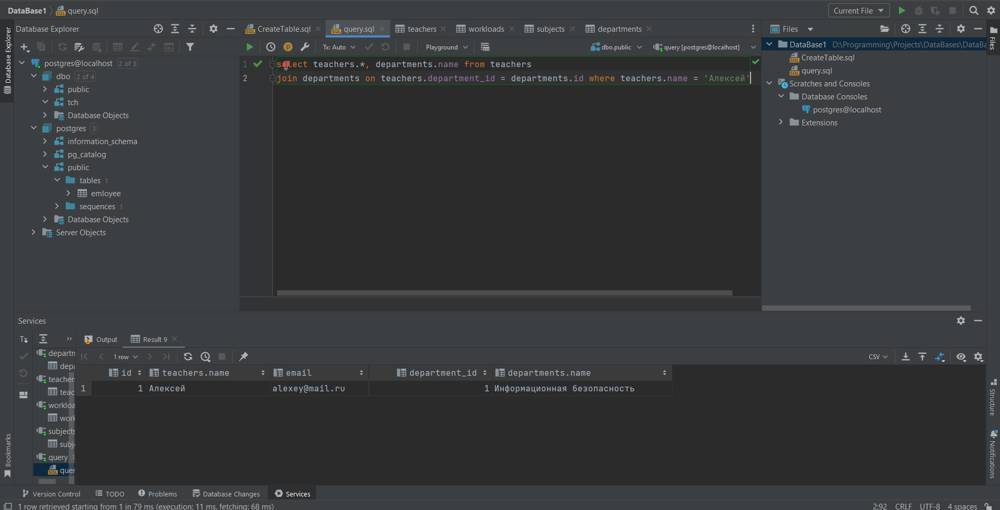 DataBase1 query.sql
Current File
Database Explorer
CreateTable.sql
query.sql
teachers
workloads
subjects
departments
Files
Database Explorer
Files
Tx: Auto
Playground
dbo.public
query [postgres@localhost]
postgres@localhost 2 of 3
dbo 2 of 4
public
tch
Database Objects
postgres 3
information_schema
pg_catalog
public
tables 1
emloyee
sequences 1
Database Objects
Server Objects
1 select teachers.*, departments.name from teachers
2 join departments on teachers.department_id = departments.id where teachers.name = 'Алексей'
DataBase1 D:\Programming\Projects\DataBases\DataBa
CreateTable.sql
query.sql
Scratches and Consoles
Database Consoles
postgres@localhost
Extensions
Services
Tx
Output
Result 9
departm
depa
teachers
teac
workloa
work
subjects
subj
query 1
quer
1 row
CSV
id teachers.name email department_id departments.name
1 1 Алексей alexey@mail.ru 1 Информационная безопасность
Bookmarks
Structure
Notifications
Version Control
TODO
Problems
Database Changes
Services
1 row retrieved starting from 1 in 79 ms (execution: 11 ms, fetching: 68 ms)
2:92 CRLF UTF-8 4 spaces